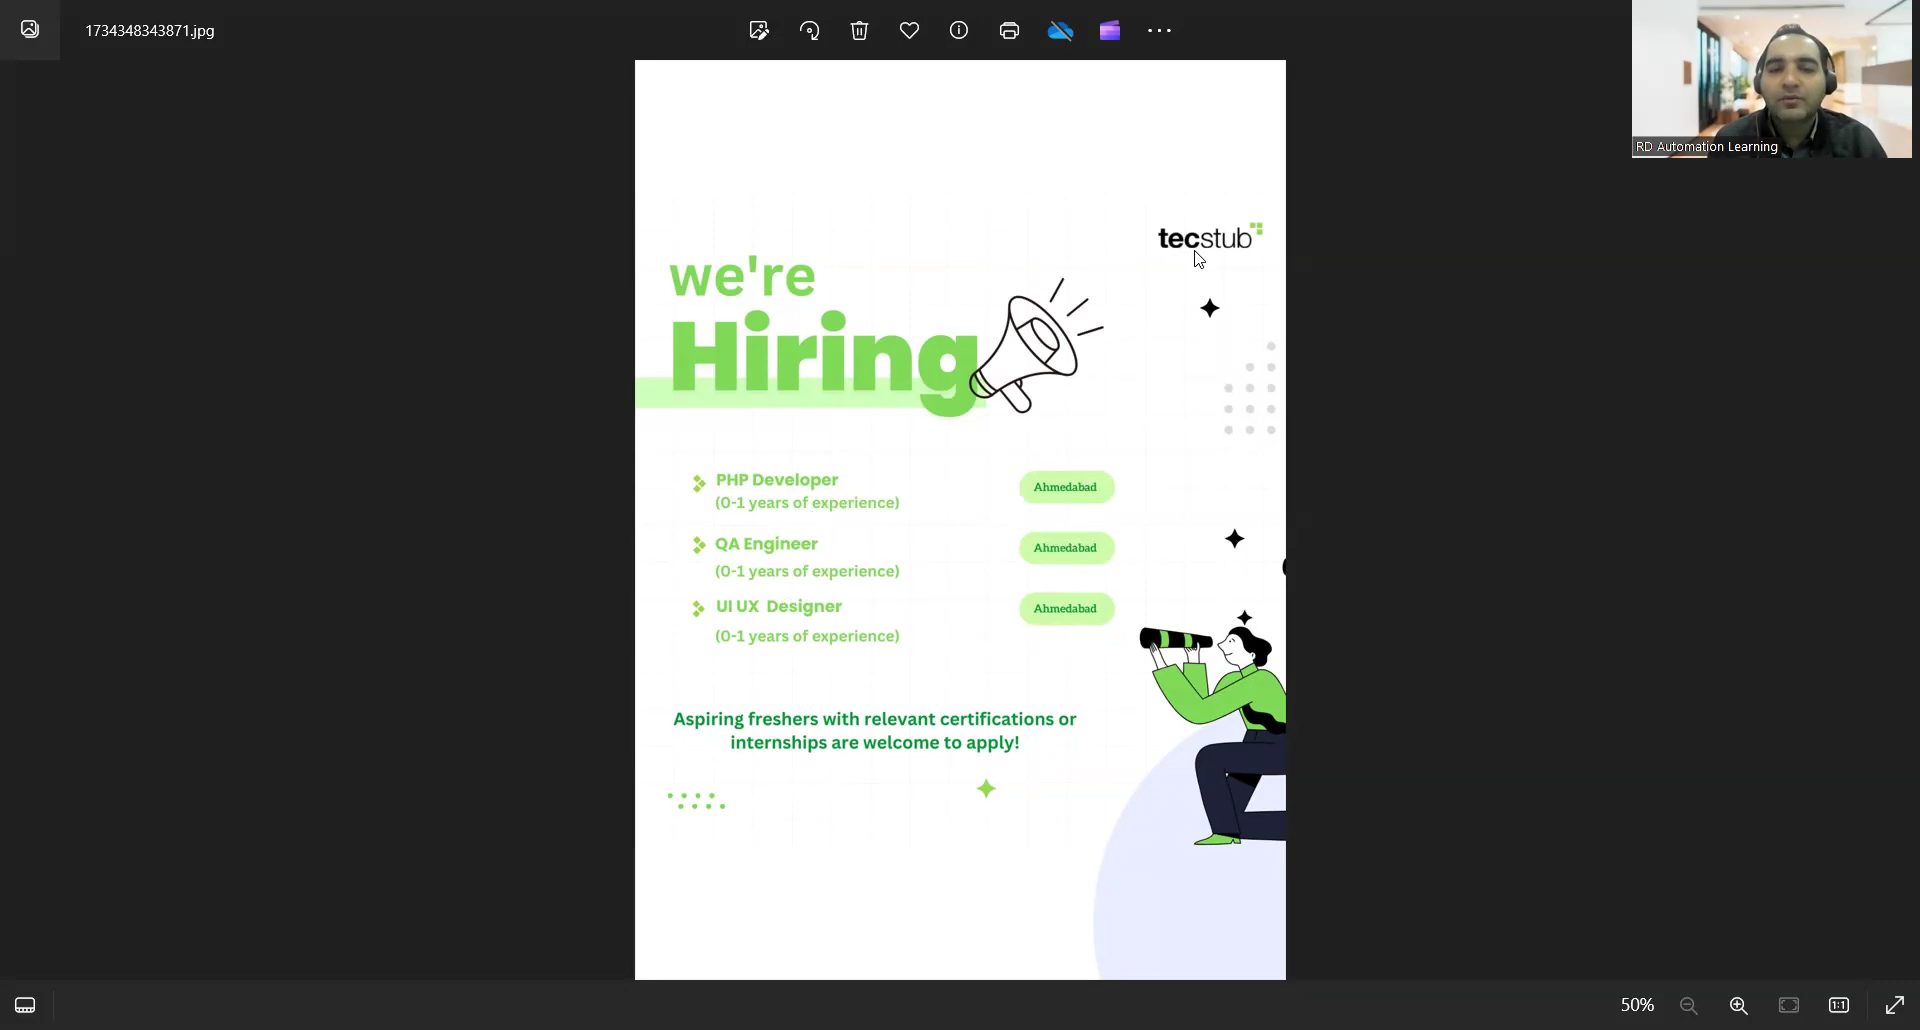 1734348343871.jpg
RD Automation Learning
tecstub
we're
Hiring
PHP Developer
(0-1 years of experience)
Ahmedabad
QA Engineer
(0-1 years of experience)
Ahmedabad
UI UX Designer
(0-1 years of experience)
Ahmedabad
Aspiring freshers with relevant certifications or
internships are welcome to apply!
50%
1:1